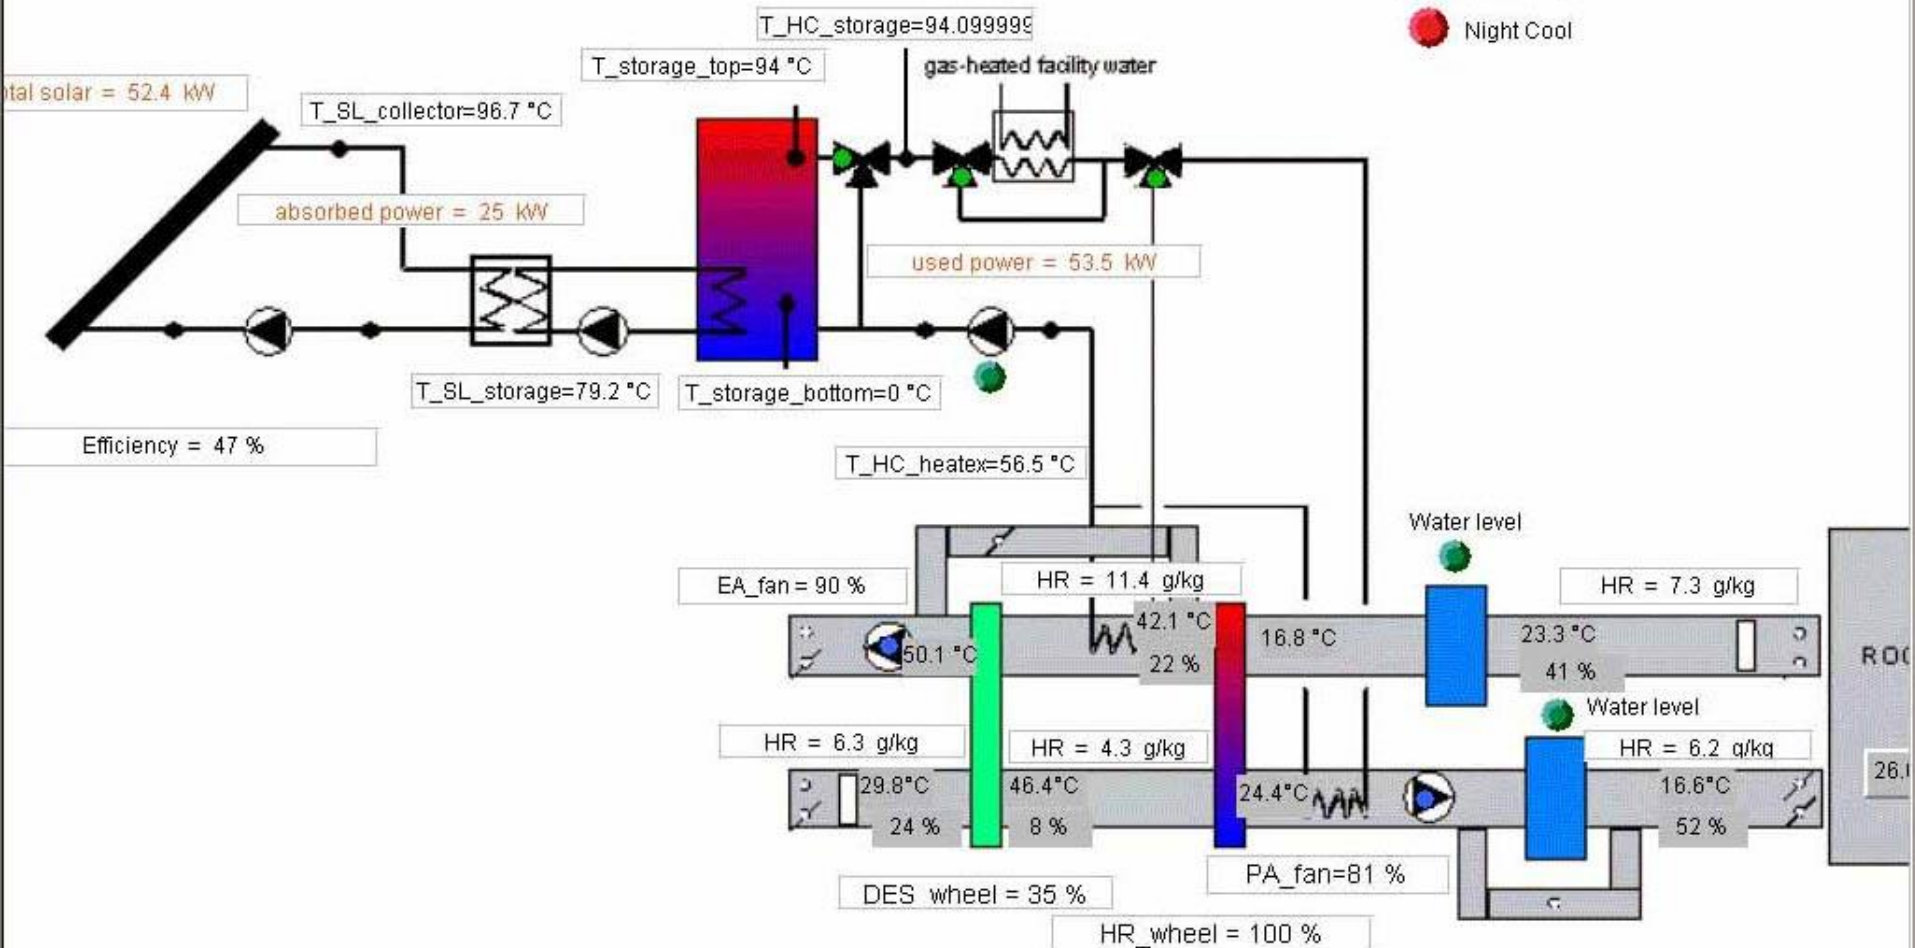 T_HC_storage=94.099999
Night Cool
T_storage_top=94 °C
gas-heated facility water
tal solar = 52.4 kW
T_SL_collector=96.7 °C
absorbed power = 25 kW
used power = 53.5 kW
T_SL_storage=79.2 °C
T_storage_bottom=0 °C
Efficiency = 47 %
T_HC_heatex=56.5 °C
Water level
EA_fan = 90 %
HR = 11.4 g/kg
HR = 7.3 g/kg
42.1 °C
16.8 °C
23.3 °C
50.1 °C
22 %
41 %
ROO
Water level
HR = 6.3 g/kg
HR = 4.3 g/kg
HR = 6.2 g/kg
29.8°C
46.4°C
24.4°C
16.6°C
26.
24 %
8 %
52 %
PA_fan=81 %
DES wheel = 35 %
HR_wheel = 100 %